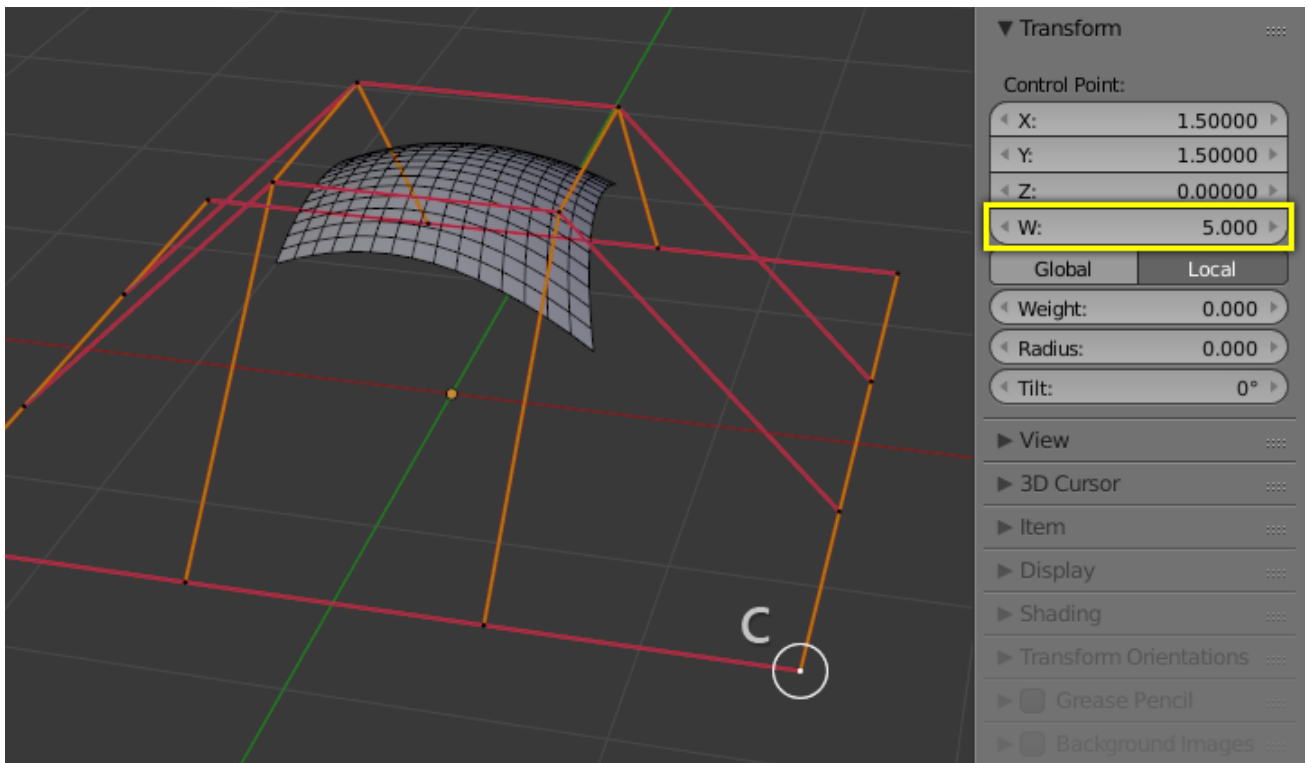 Transform
Control Point:
X: 1.50000
Y: 1.50000
Z: 0.00000
W: 5.000
Global Local
Weight: 0.000
Radius: 0.000
Tilt: 0°
View
3D Cursor
Item
Display
Shading
Transform Orientations
Grease Pencil
Background Images
C